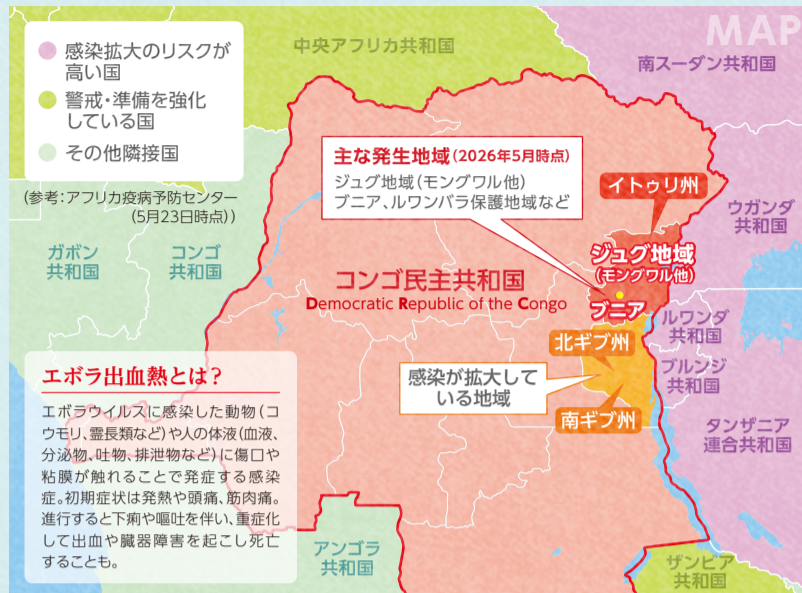 MAP
感染拡大のリスクが
高い国
警戒・準備を強化
している国
その他隣接国
(参考：アフリカ疫病予防センター
(5月23日時点))
中央アフリカ共和国
南スーダン共和国
主な発生地域(2026年5月時点)
ジュグ地域(モングワル他)
ブニア、ルワンバラ保護地域など
イトゥリ州
ウガンダ
共和国
ガボン
共和国
コンゴ
共和国
ジュグ地域
(モングワル他)
コンゴ民主共和国
Democratic Republic of the Congo
ブニア
ルワンダ
共和国
北ギブ州
ブルンジ
共和国
感染が拡大して
いる地域
南ギブ州
タンザニア
連合共和国
エボラ出血熱とは？
エボラウイルスに感染した動物(コ
ウモリ、霊長類など)や人の体液(血液、
分泌物、吐物、排泄物など)に傷口や
粘膜が触れることで発症する感染
症。初期症状は発熱や頭痛、筋肉痛。
進行すると下痢や嘔吐を伴い、重症化
して出血や臓器障害を起こし死亡
することも。
アンゴラ
共和国
ザンビア
共和国